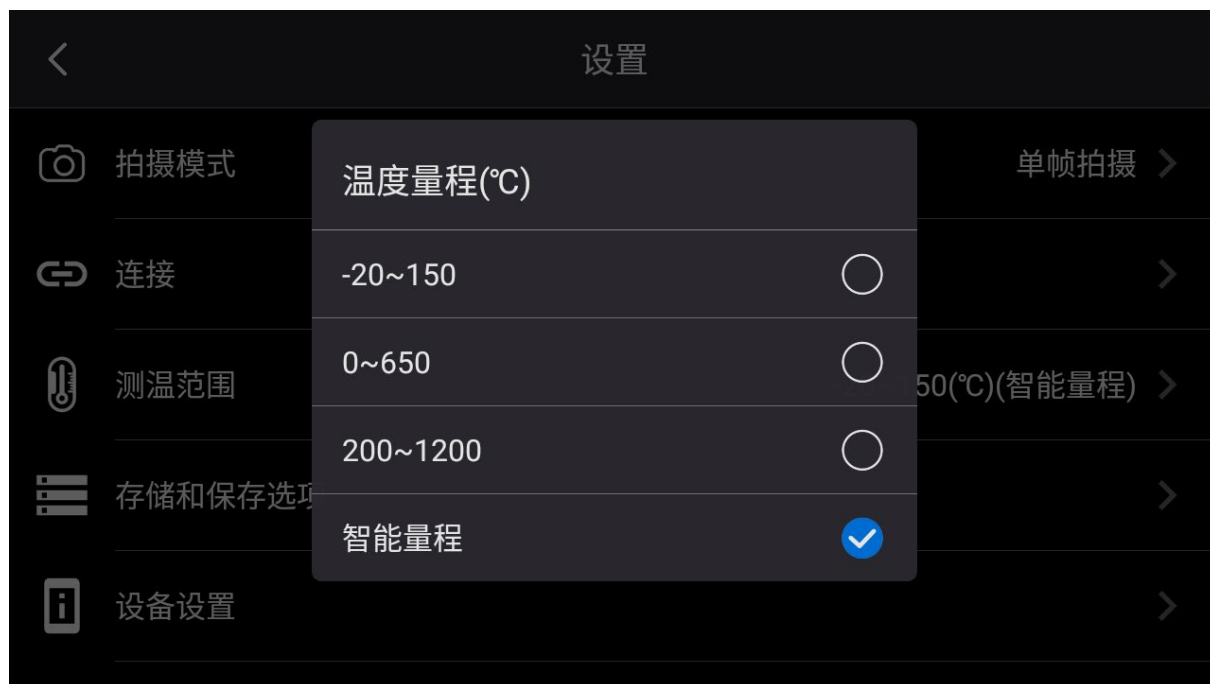 设置
拍摄模式
单帧拍摄
温度量程(℃)
连接
-20~150
0~650
测温范围
50(℃)(智能量程)
200~1200
存储和保存选项
智能量程
设备设置